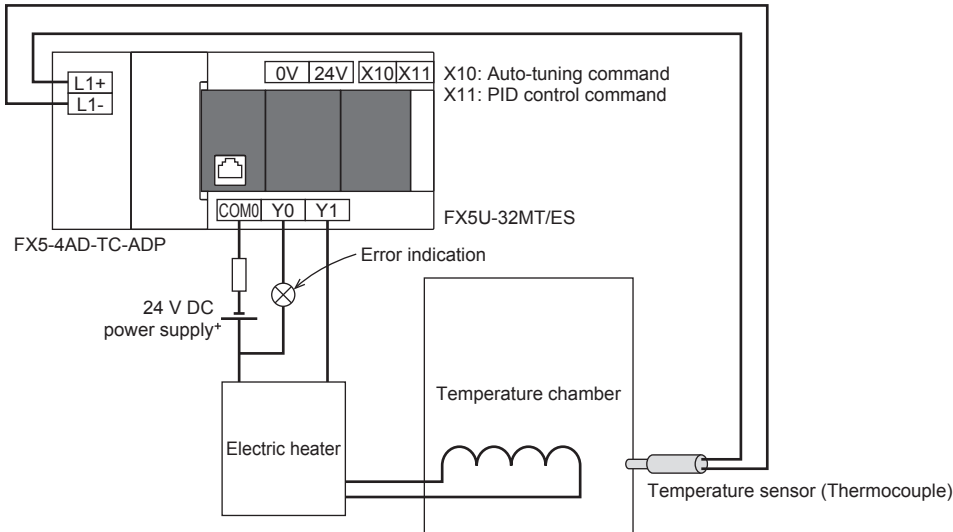 L1+
L1-
0V 24V X10 X11
X10: Auto-tuning command
X11: PID control command
COM0 Y0 Y1
FX5U-32MT/ES
FX5-4AD-TC-ADP
Error indication
24 V DC
power supply+
Temperature chamber
Electric heater
Temperature sensor (Thermocouple)